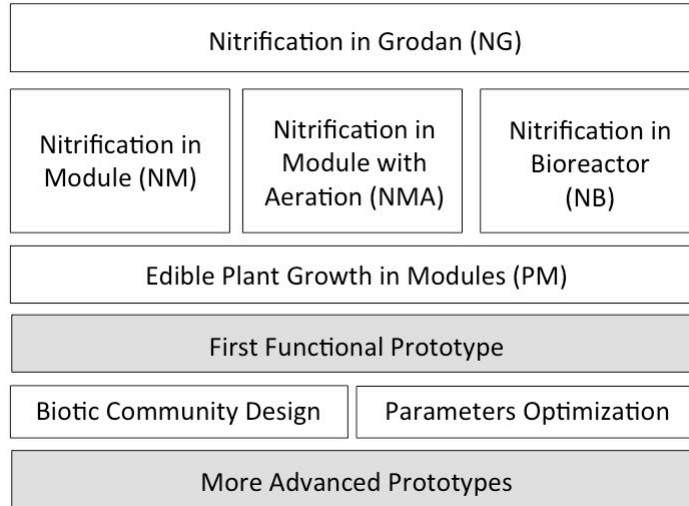 Nitrification in Grodan (NG)
Nitrification in
Module (NM)
Nitrification in
Module with
Aeration (NMA)
Nitrification in
Bioreactor
(NB)
Edible Plant Growth in Modules (PM)
First Functional Prototype
Biotic Community Design
Parameters Optimization
More Advanced Prototypes